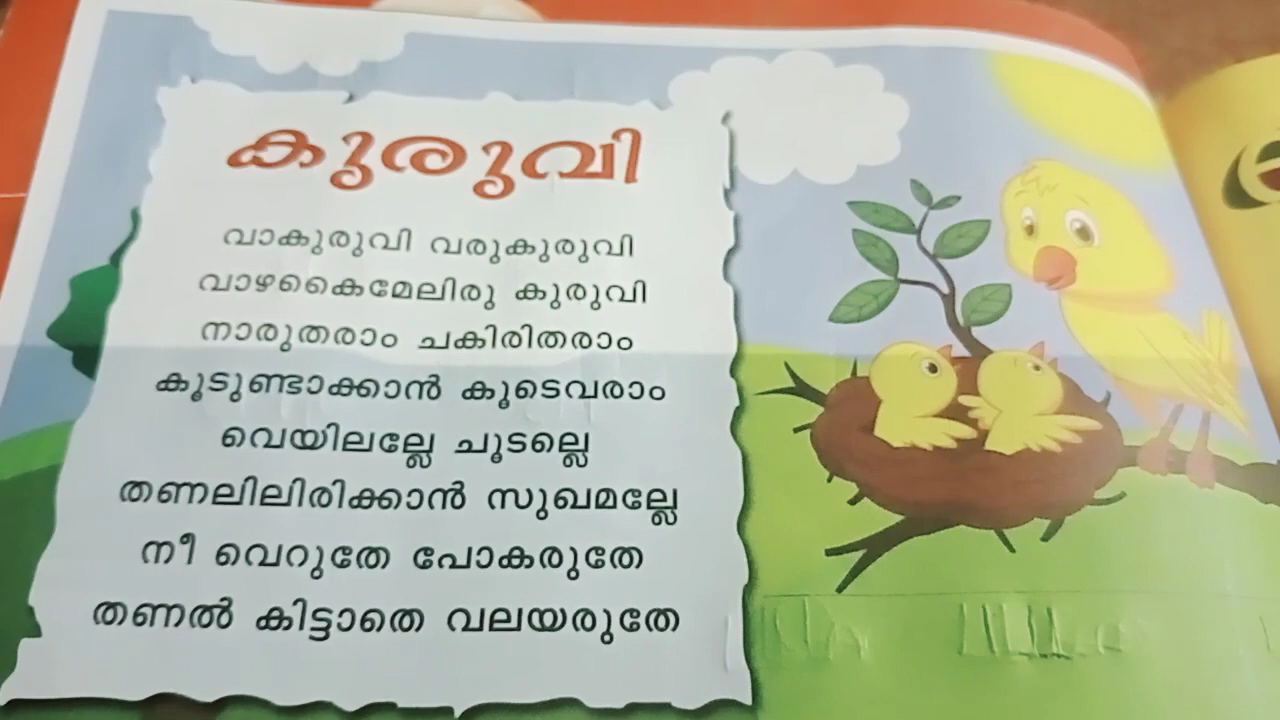 കുരുവി
വാകുരുവി വരുകുരുവി
വാഴകൈമേലിരു കുരുവി
നാരുതരാം ചകിരിതരാം
കൂടുണ്ടാക്കാൻ കൂടെവരാം
വെയിലല്ലേ ചൂടല്ലെ
തണലിലിരിക്കാൻ സുഖമല്ലേ
നീ വെറുതേ പോകരുതേ
തണൽ കിട്ടാതെ വലയരുതേ